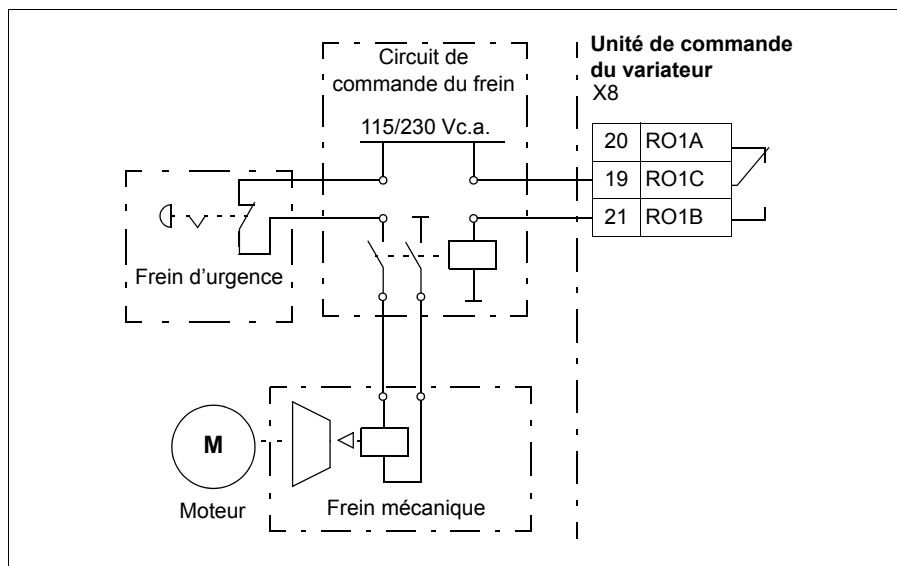 Circuit de
commande du frein
115/230 Vc.a.
Unité de commande
du variateur
X8
20 RO1A
19 RO1C
21 RO1B
Frein d'urgence
M
Moteur
Frein mécanique